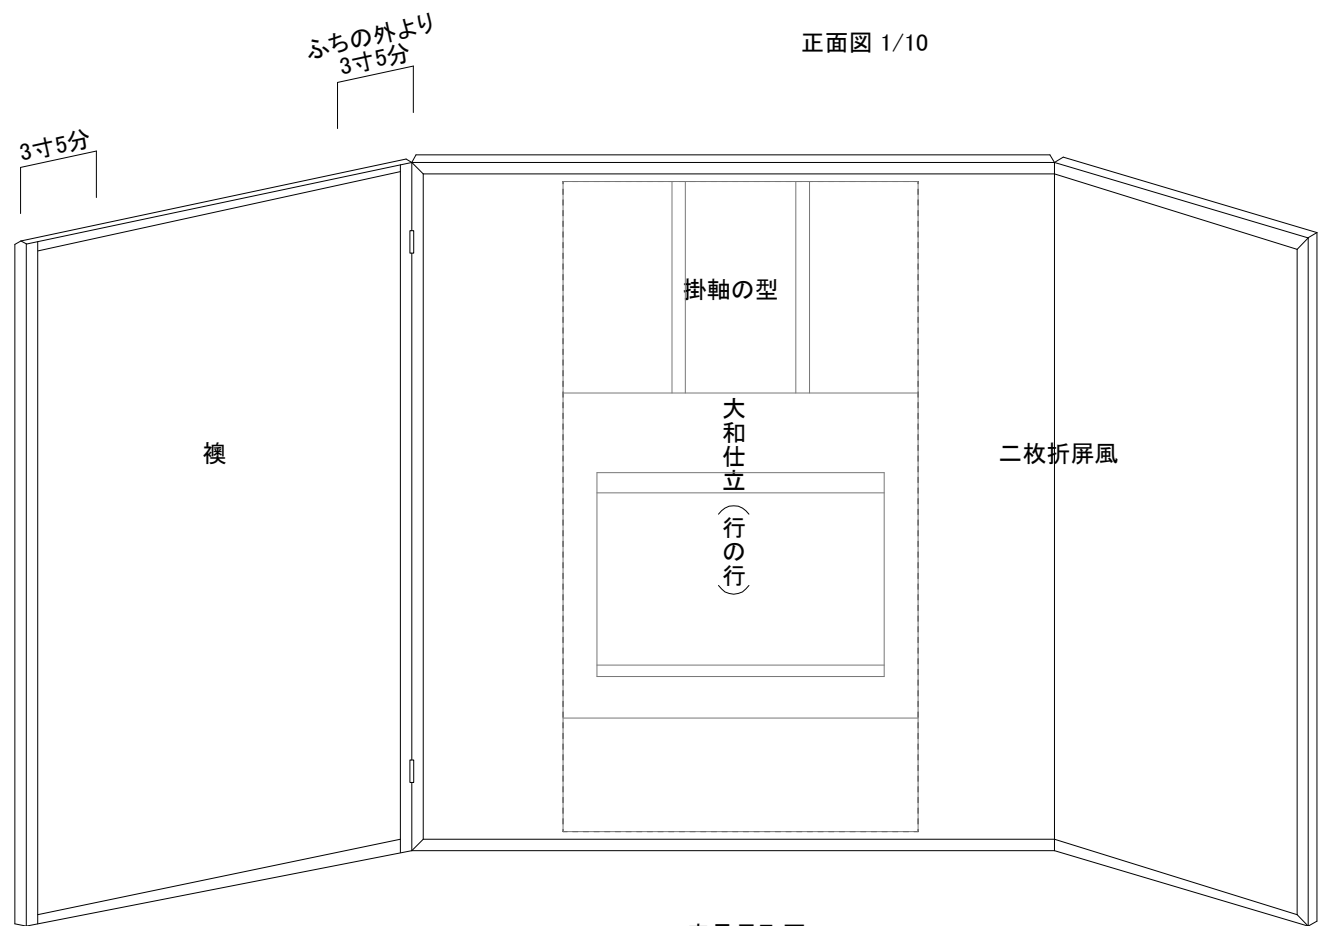 ふちの外より
3寸5分
正面図 1/10
3寸5分
掛軸の型
大和仕立(行の行)
襖
二枚折屏風